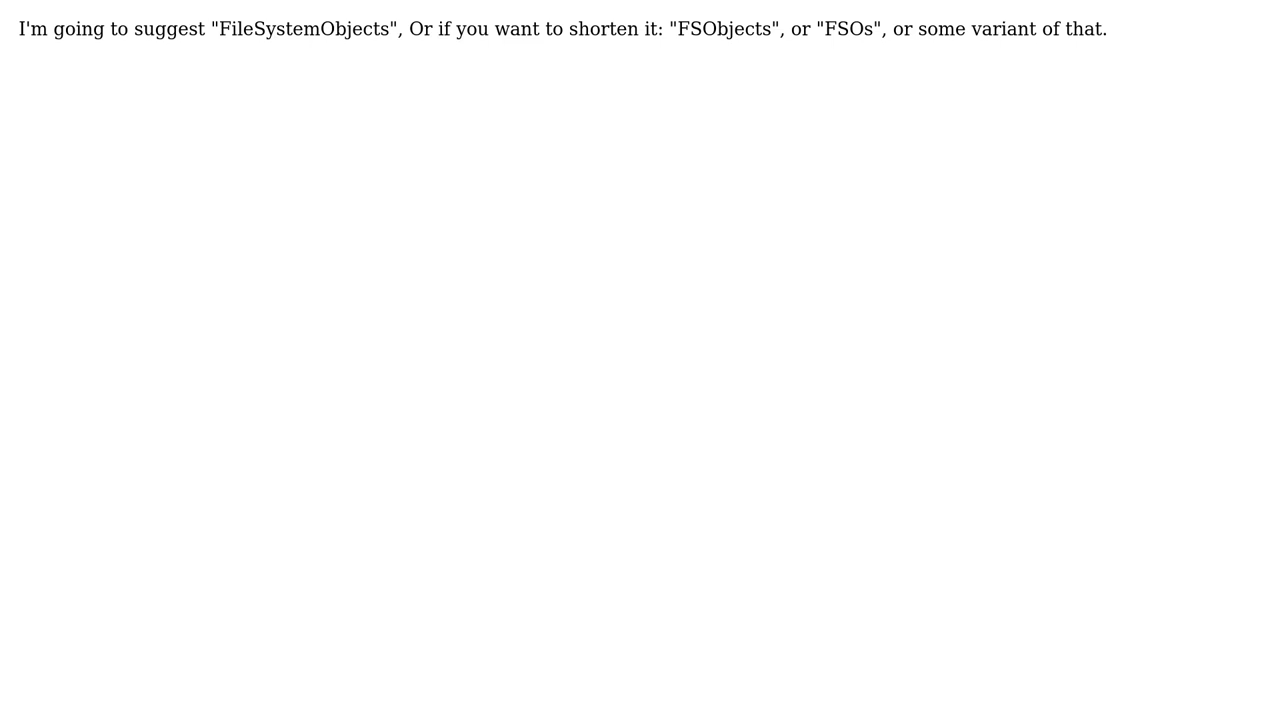 I'm going to suggest "FileSystemObjects", Or if you want to shorten it: "FSObjects", or "FSOs", or some variant of that.